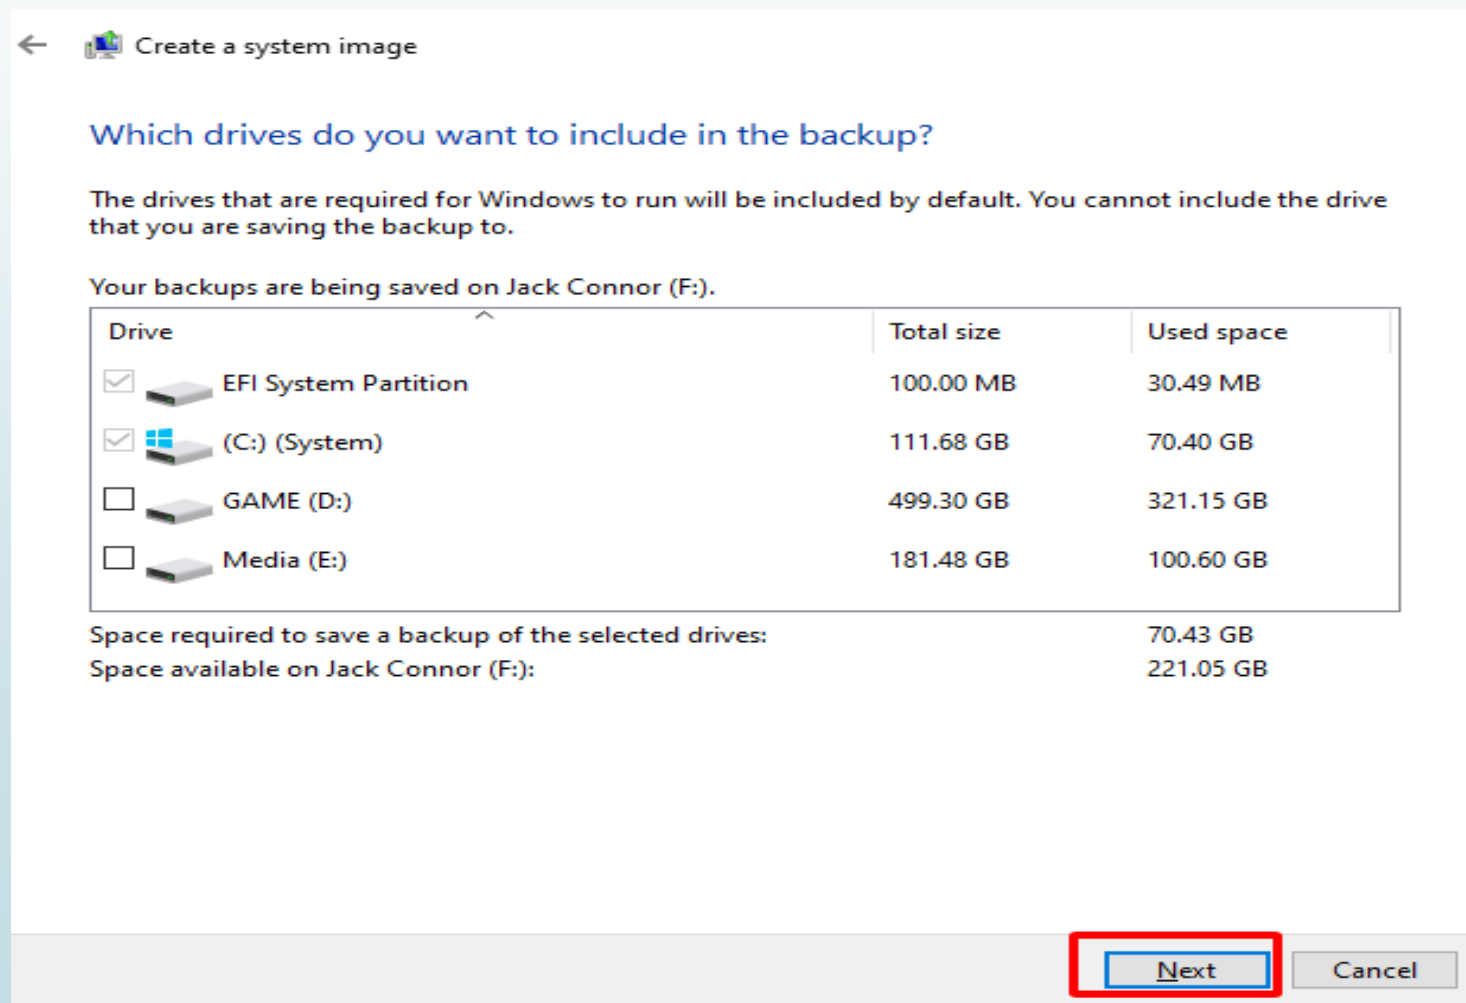 Create a system image
Which drives do you want to include in the backup?
The drives that are required for Windows to run will be included by default. You cannot include the drive
that you are saving the backup to.
Your backups are being saved on Jack Connor (F:).
Drive Total size Used space
EFI System Partition 100.00 MB 30.49 MB
(C:) (System) 111.68 GB 70.40 GB
GAME (D:) 499.30 GB 321.15 GB
Media (E:) 181.48 GB 100.60 GB
Space required to save a backup of the selected drives: 70.43 GB
Space available on Jack Connor (F:): 221.05 GB
Next Cancel